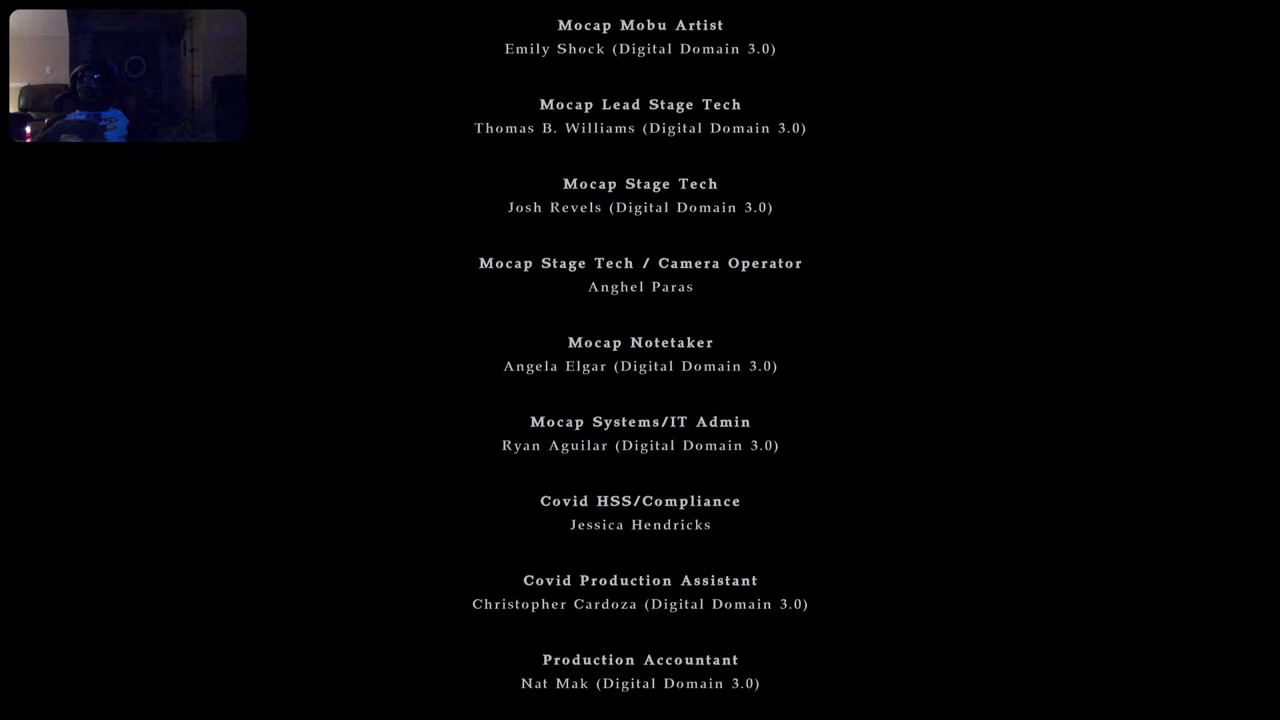 Mocap Mobu Artist
Emily Shock (Digital Domain 3.0)
Mocap Lead Stage Tech
Thomas B. Williams (Digital Domain 3.0)
Mocap Stage Tech
Josh Revels (Digital Domain 3.0)
Mocap Stage Tech / Camera Operator
Anghel Paras
Mocap Notetaker
Angela Elgar (Digital Domain 3.0)
Mocap Systems/IT Admin
Ryan Aguilar (Digital Domain 3.0)
Covid HSS/Compliance
Jessica Hendricks
Covid Production Assistant
Christopher Cardoza (Digital Domain 3.0)
Production Accountant
Nat Mak (Digital Domain 3.0)